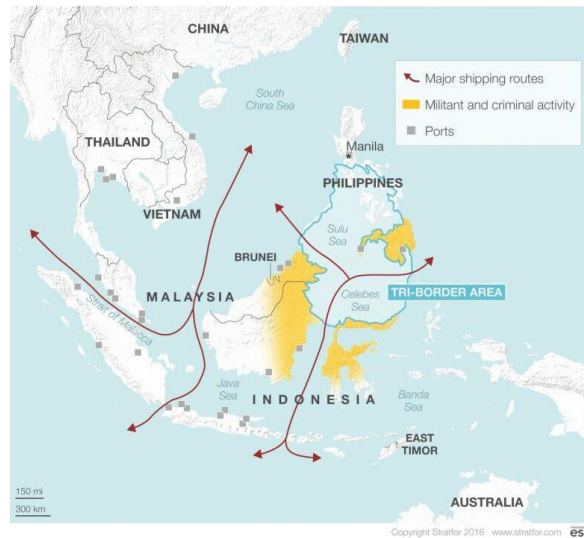 CHINA
TAIWAN
South
China Sea
Major shipping routes
Militant and criminal activity
Ports
THAILAND
Manila
PHILIPPINES
VIETNAM
Sulu
Sea
BRUNEI
TRI-BORDER AREA
MALAYSIA
Celebes
Sea
Strait of Malacca
Java
Sea
INDONESIA
Banda
Sea
EAST
TIMOR
150 mi
300 km
AUSTRALIA
Copyright Stratfor 2016 www.stratfor.com es